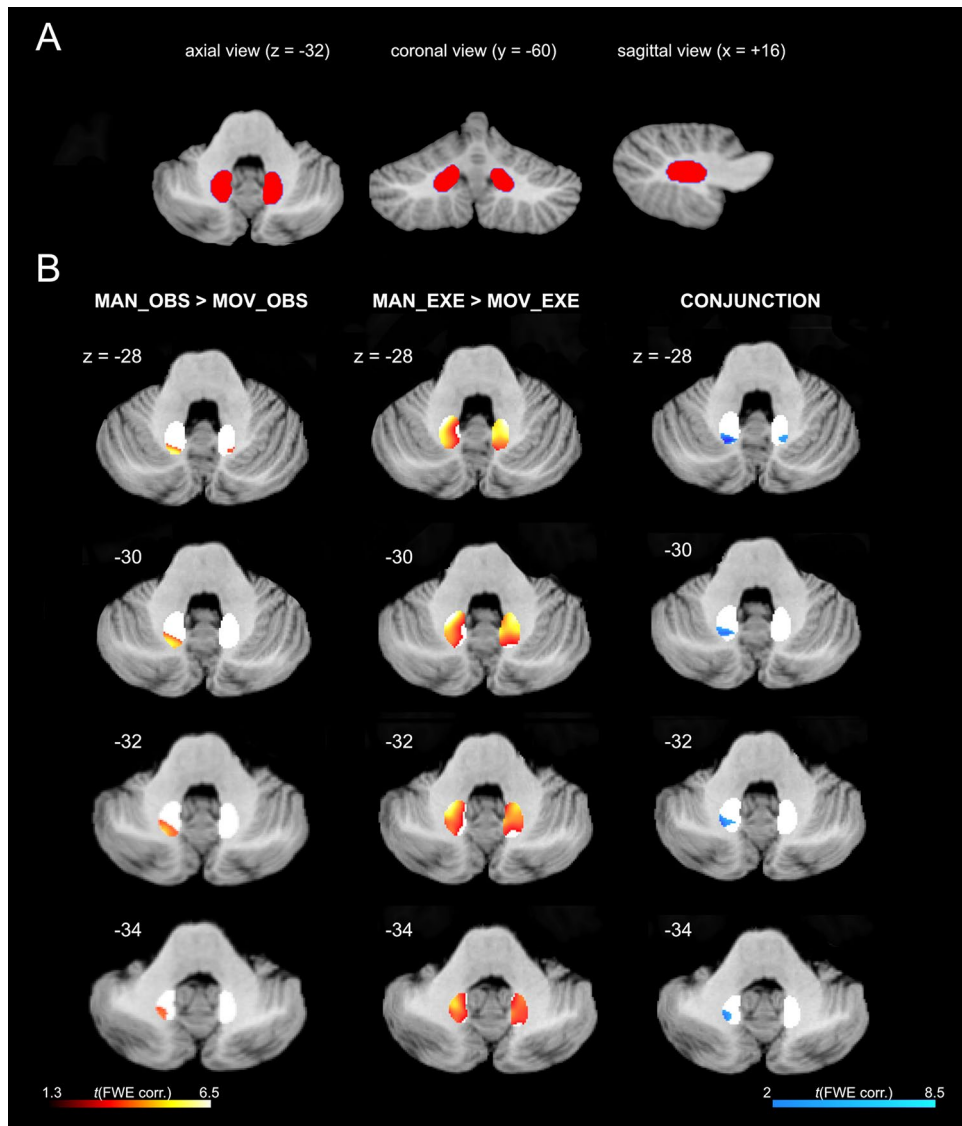 A
axial view (z = -32)
coronal view (y = -60)
sagittal view (x = +16)
B
MAN_OBS > MOV_OBS
MAN_EXE > MOV_EXE
CONJUNCTION
z = -28
z = -28
z = -28
-30
-30
-30
-32
-32
-32
-34
-34
-34
1.3 t(FWE corr.) 6.5
2 t(FWE corr.) 8.5